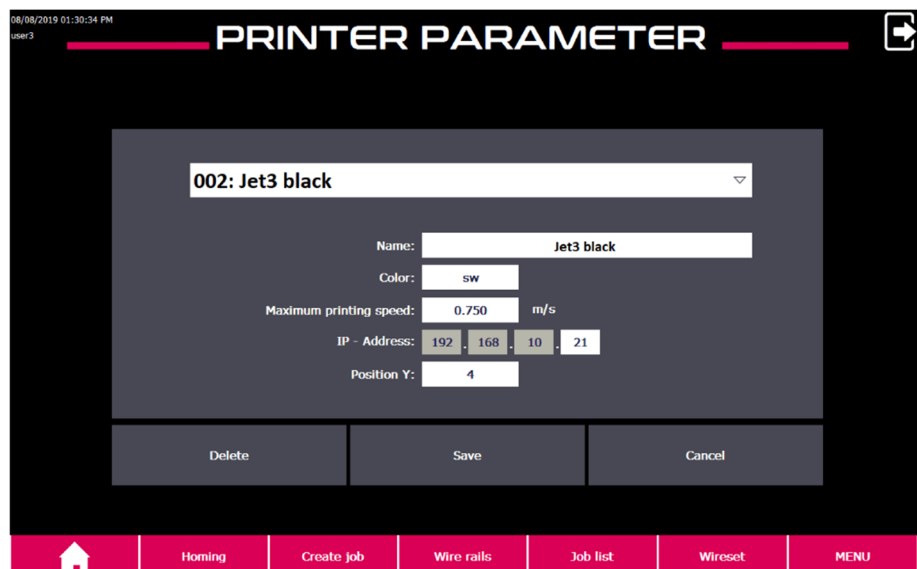 08/08/2019 01:30:34 PM
user3
PRINTER PARAMETER
002: Jet3 black
Name: Jet3 black
Color: sw
Maximum printing speed: 0.750 m/s
IP - Address: 192 . 168 . 10 . 21
Position Y: 4
Delete Save Cancel
Homing Create job Wire rails Job list Wireset MENU